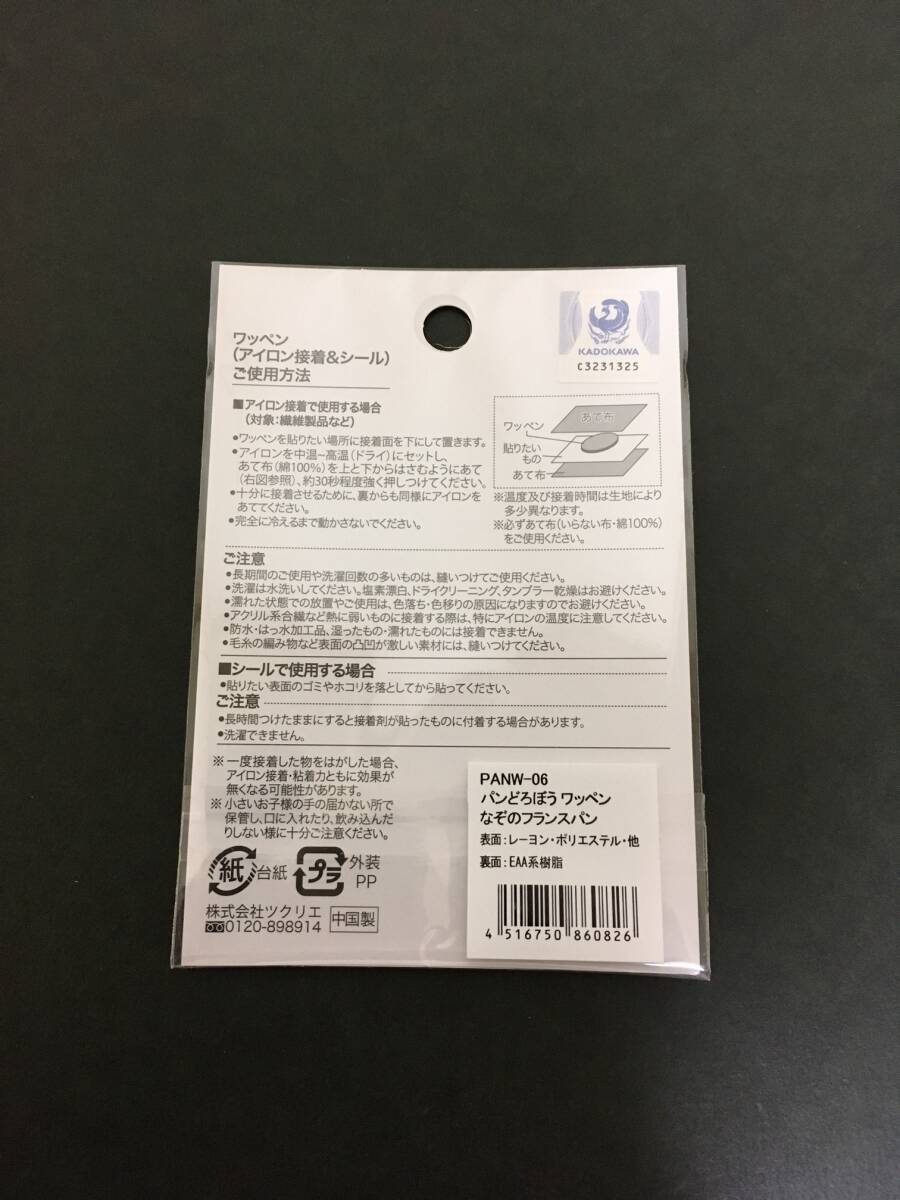 ワッペン
(アイロン接着&シール)
ご使用方法
KADOKAWA
C3231325
■アイロン接着で使用する場合
(対象:繊維製品など)
•ワッペンを貼りたい場所に接着面を下にして置きます。
•アイロンを中温~高温(ドライ)にセットし、
あて布(綿100%)を上と下からはさむようにあて
(右図参照)、約30秒程度強く押しつけてください。
•十分に接着させるために、裏からも同様にアイロンを
あててください。
•完全に冷えるまで動かさないでください。
あて布
ワッペン
貼りたい
もの
あて布
※温度及び接着時間は生地により
多少異なります。
※必ずあて布(いらない布・綿100%)
をご使用ください。
ご注意
•長期間のご使用や洗濯回数の多いものは、縫いつけてご使用ください。
•洗濯は水洗いしてください。塩素漂白、ドライクリーニング、タンブラー乾燥はお避けください。
•濡れた状態での放置やご使用は、色落ち・色移りの原因になりますのでお避けください。
•アクリル系合繊など熱に弱いものに接着する際は、特にアイロンの温度に注意してください。
•防水・はっ水加工品、湿ったもの・濡れたものには接着できません。
•毛糸の編み物など表面の凸凹が激しい素材には、縫いつけてください。
■シールで使用する場合
•貼りたい表面のゴミやホコリを落としてから貼ってください。
ご注意
•長時間つけたままにすると接着剤が貼ったものに付着する場合があります。
•洗濯できません。
※一度接着した物をはがした場合、
アイロン接着・粘着力ともに効果が
無くなる可能性があります。
※小さいお子様の手の届かない所で
保管し、口に入れたり、飲み込んだ
りしない様に十分ご注意ください。
紙 台紙 プラ 外装
PP
株式会社ツクリエ
0120-898914 中国製
PANW-06
パンどろぼう ワッペン
なぞのフランスパン
表面:レーヨン・ポリエステル・他
裏面:EAA系樹脂
4 516750 860826